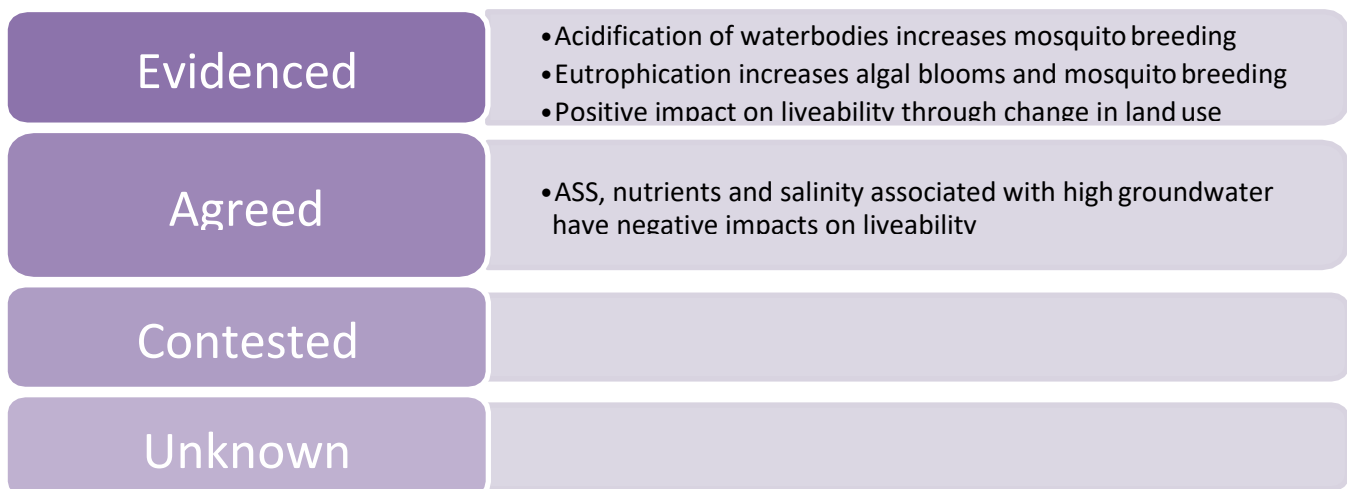 Evidenced
•Acidification of waterbodies increases mosquito breeding
•Eutrophication increases algal blooms and mosquito breeding
•Positive impact on liveability through change in land use
Agreed
•ASS, nutrients and salinity associated with high groundwater
have negative impacts on liveability
Contested
Unknown